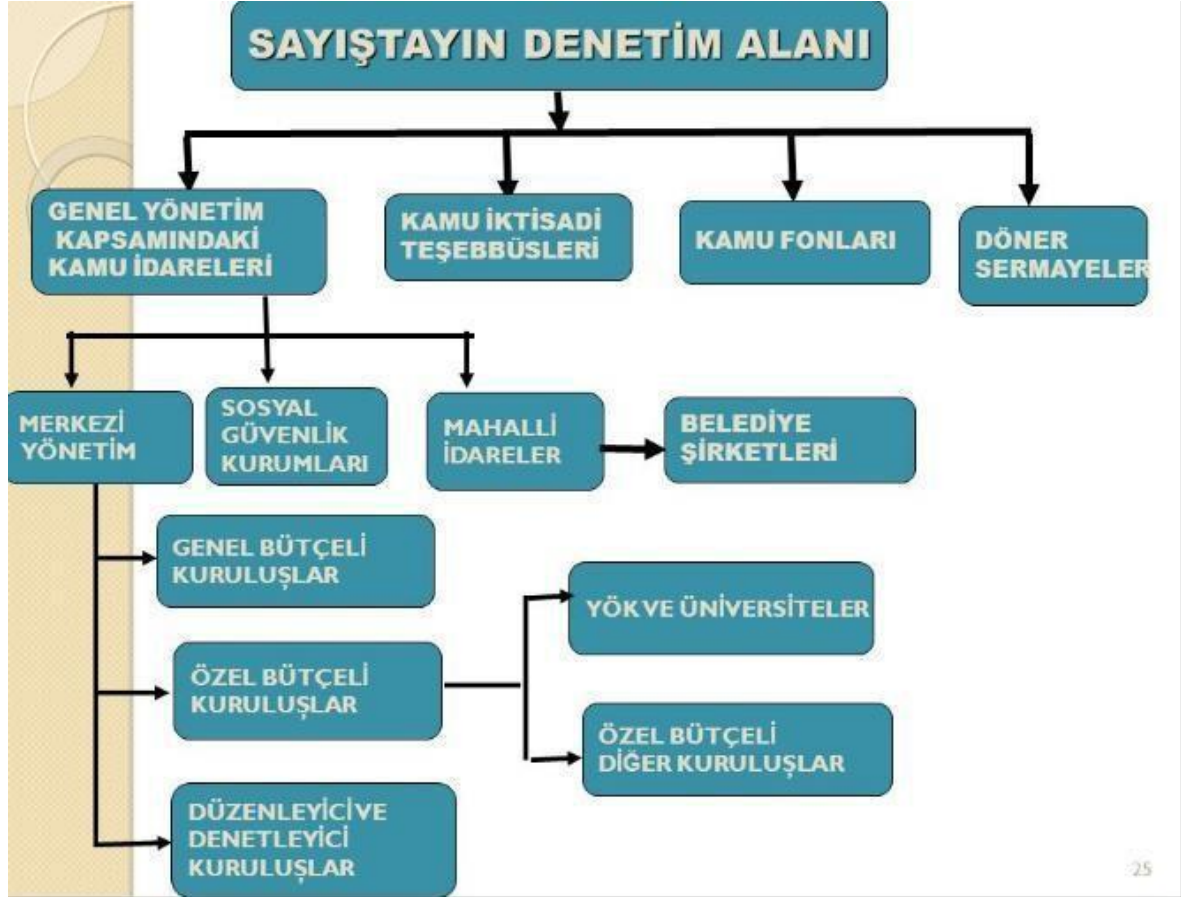 SAYIŞTAYIN DENETİM ALANI
GENEL YÖNETİM
KAPSAMINDAKİ
KAMU İDARELERİ
KAMU İKTİSADİ
TEŞEBBÜSLERİ
KAMU FONLARI
DÖNER
SERMAYELER
MERKEZİ
YÖNETİM
SOSYAL
GÜVENLİK
KURUMLARI
MAHALLİ
İDARELER
BELEDİYE
ŞİRKETLERİ
GENEL BÜTÇELİ
KURULUŞLAR
YÖK VE ÜNİVERSİTELER
ÖZEL BÜTÇELİ
KURULUŞLAR
ÖZEL BÜTÇELİ
DİĞER KURULUŞLAR
DÜZENLEYİCİ VE
DENETLEYİCİ
KURULUŞLAR
25